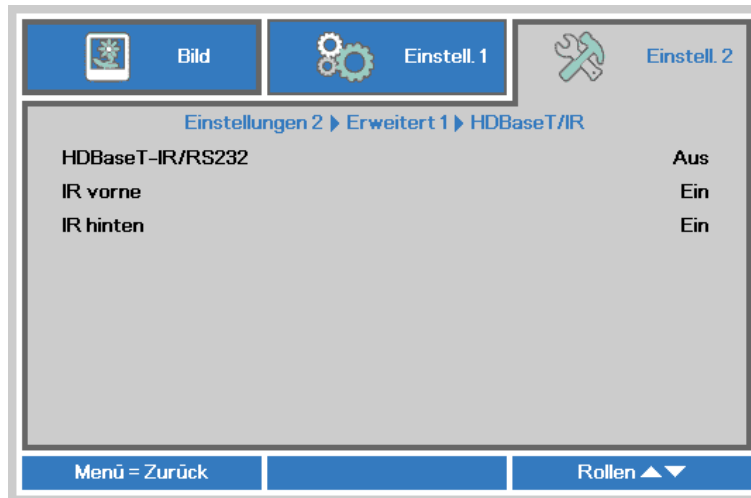 Bild Einstell. 1 Einstell. 2
Einstellungen 2 ▶ Erweitert 1 ▶ HDBaseT/IR
HDBaseT-IR/RS232 Aus
IR vorne Ein
IR hinten Ein
Menü = Zurück Rollen ▲▼